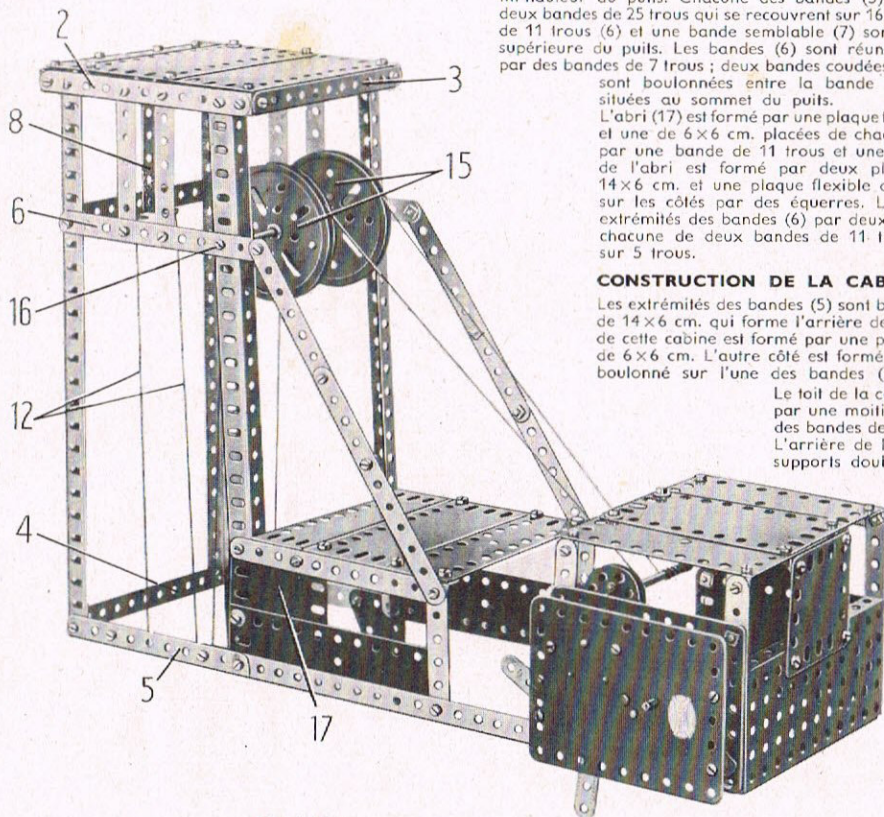 deux bandes de 25 trous qui se recouvrent sur 16
de 11 trous (6) et une bande semblable (7) son
supérieure du puits. Les bandes (6) sont réun
par des bandes de 7 trous ; deux bandes coudées
sont boulonnées entre la bande
situées au sommet du puits.
L'abri (17) est formé par une plaque
et une de 6×6 cm. placées de chac
par une bande de 11 trous et une
de l'abri est formé par deux pl
14×6 cm. et une plaque flexible
sur les côtés par des équerres. L
extrémités des bandes (6) par deux
chacune de deux bandes de 11 t
sur 5 trous.
CONSTRUCTION DE LA CAB
Les extrémités des bandes (5) sont b
de 14×6 cm. qui forme l'arrière de
de cette cabine est formé par une p
de 6×6 cm. L'autre côté est formé
boulonné sur l'une des bandes (
Le toit de la c
par une moiti
des bandes de
L'arrière de l
supports doub
2
3
8
15
6
16
12
4
5
17